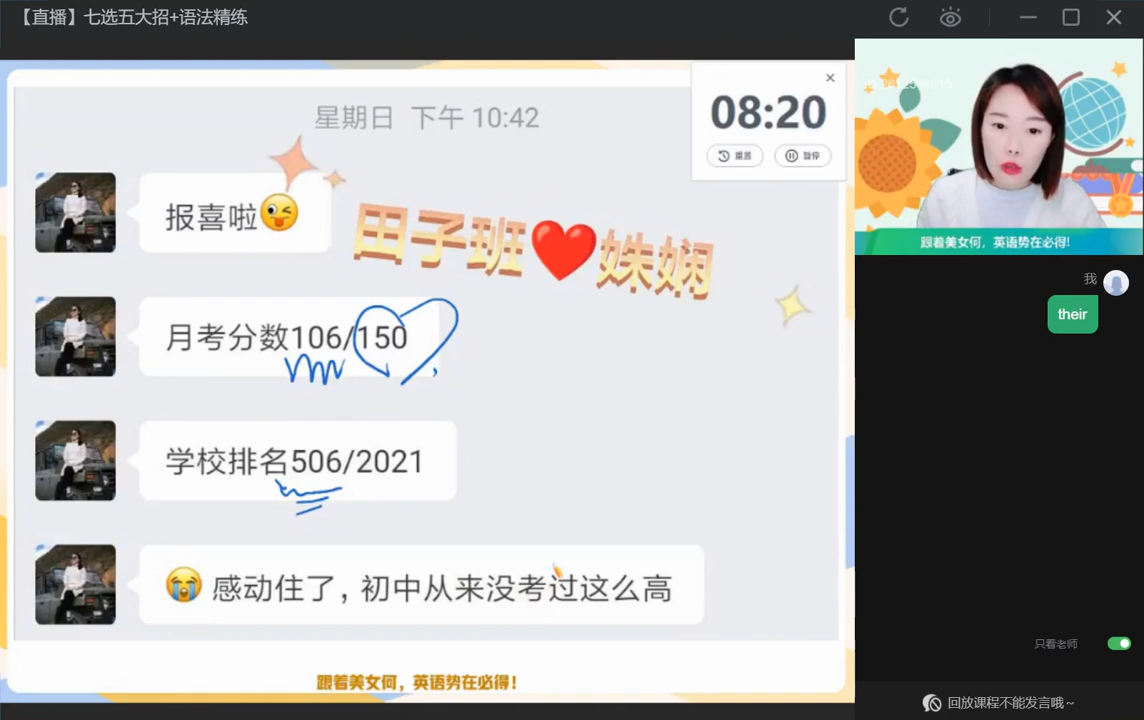 【直播】七选五大招+语法精练
星期日 下午 10:42
08:20
重置
暂停
报喜啦
田子班 姝娴
月考分数106/150
学校排名506/2021
感动住了，初中从来没考过这么高
跟着美女何，英语势在必得！
跟着美女何，英语势在必得!
我
their
只看老师
回放课程不能发言哦~